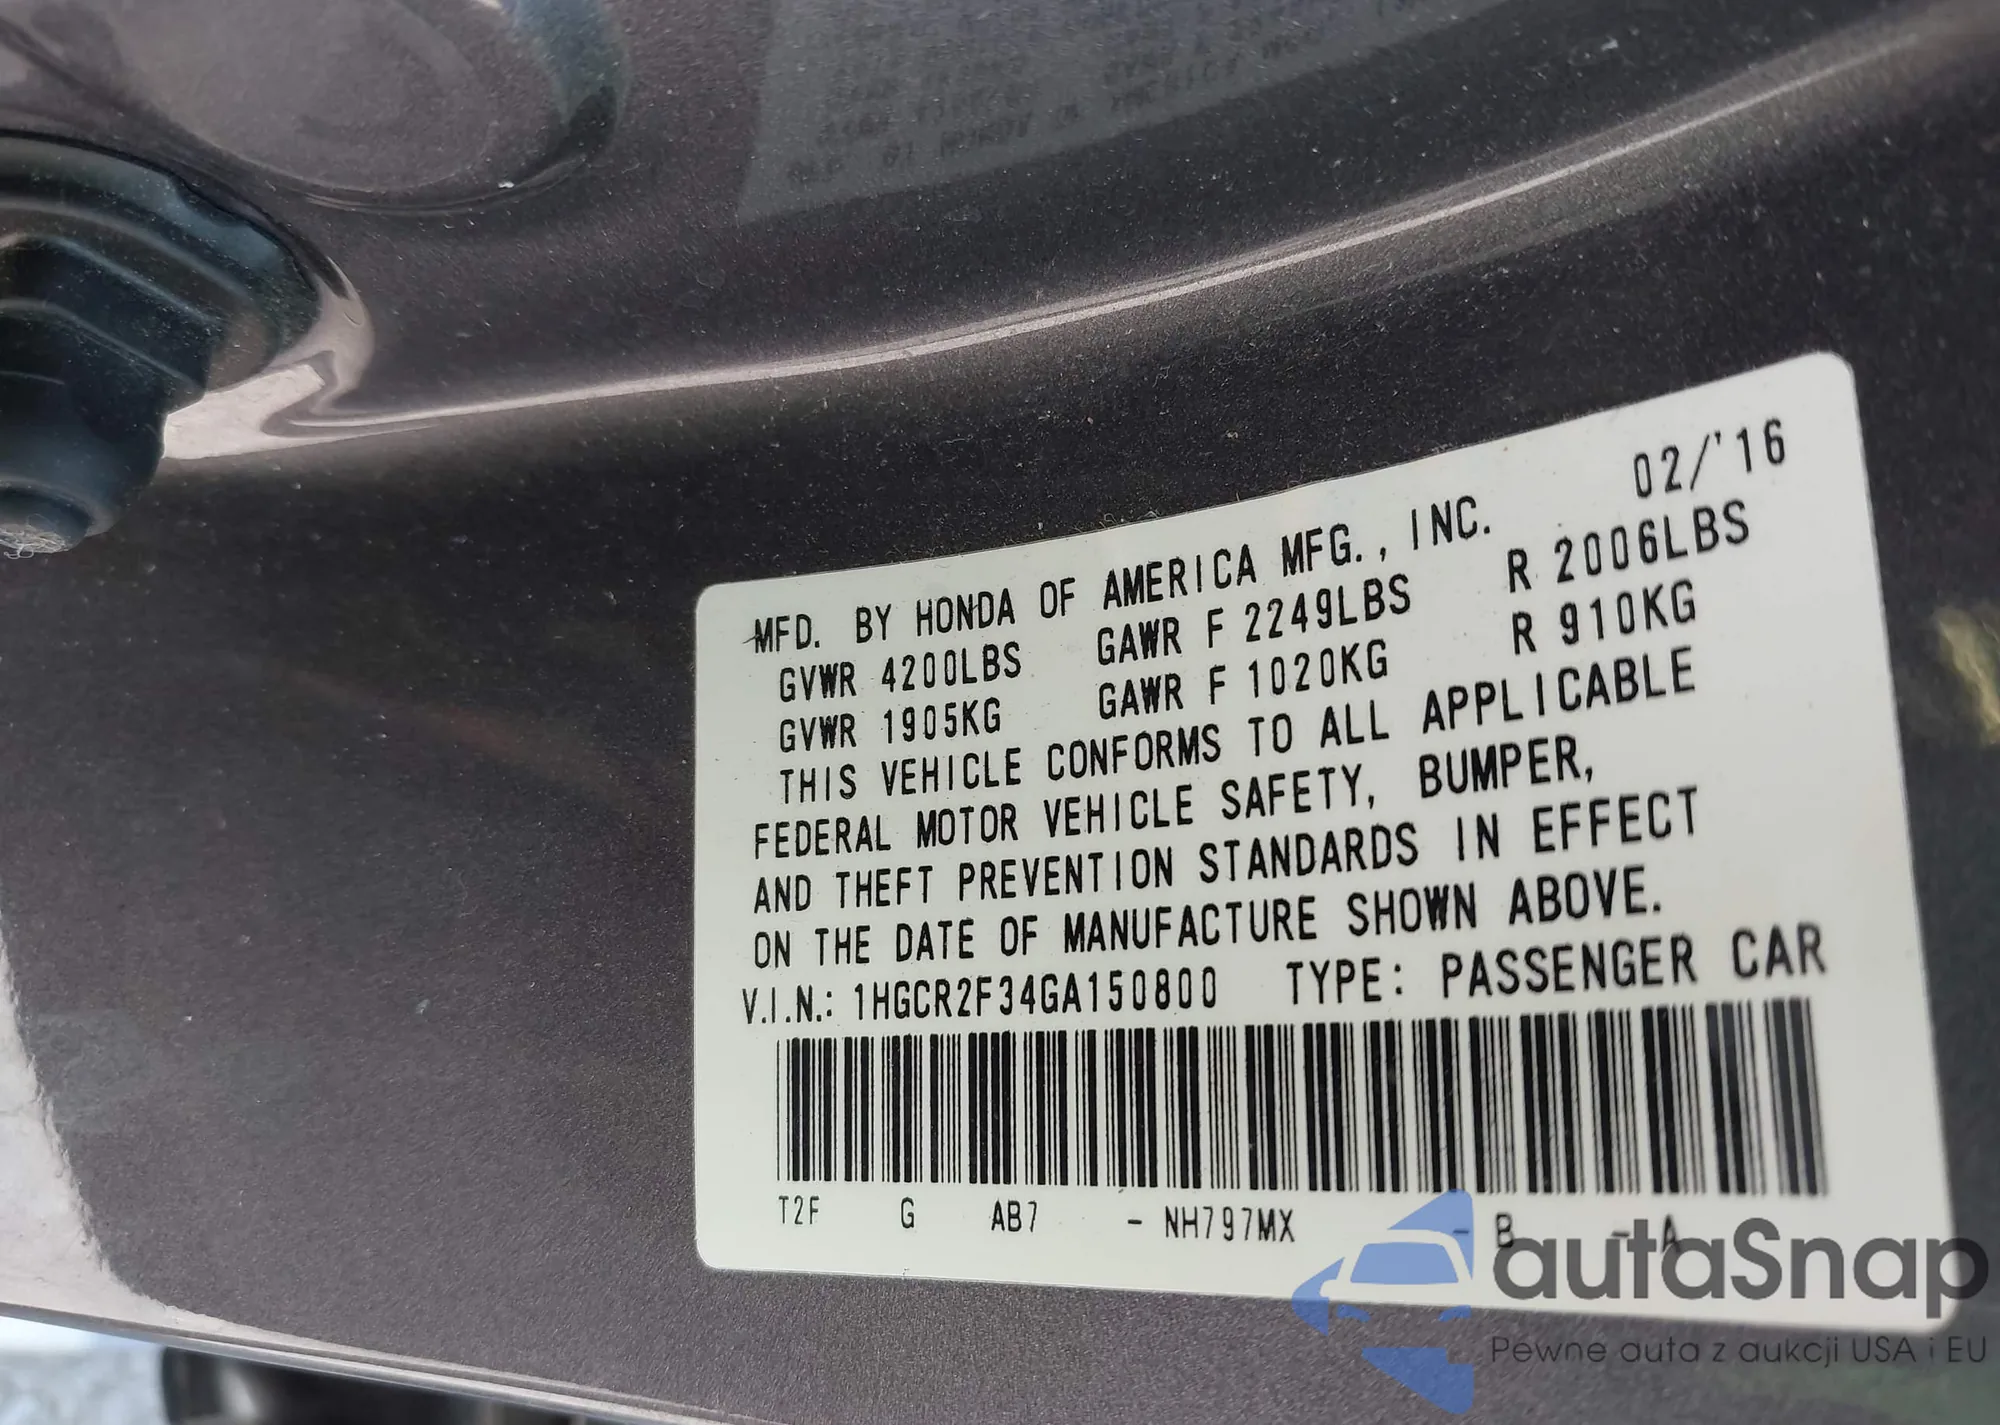 02/'16
MFD. BY HONDA OF AMERICA MFG., INC.
GVWR 4200LBS GAWR F 2249LBS R 2006LBS
GVWR 1905KG GAWR F 1020KG R 910KG
THIS VEHICLE CONFORMS TO ALL APPLICABLE
FEDERAL MOTOR VEHICLE SAFETY, BUMPER,
AND THEFT PREVENTION STANDARDS IN EFFECT
ON THE DATE OF MANUFACTURE SHOWN ABOVE.
V.I.N.: 1HGCR2F34GA150800 TYPE: PASSENGER CAR
T2F G AB7 - NH797MX - B - A
autaSnap
Pewne auta z aukcji USA i EU